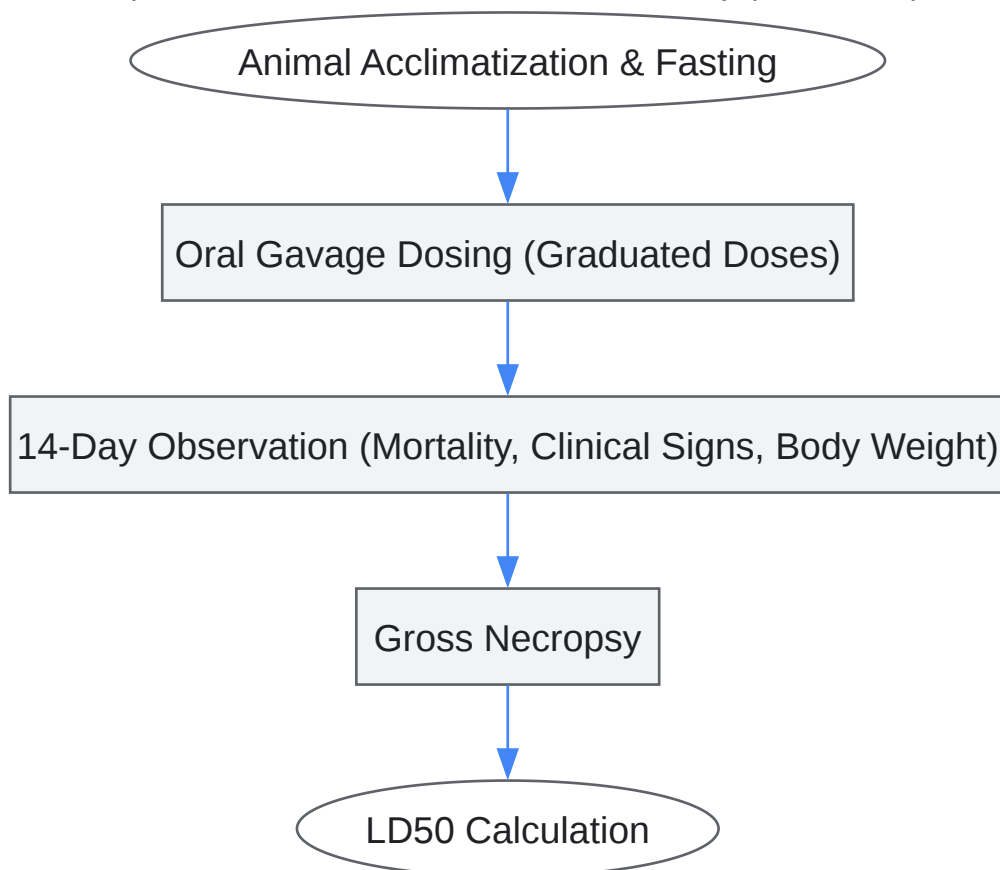 Animal Acclimatization & Fasting
Oral Gavage Dosing (Graduated Doses)
14-Day Observation (Mortality, Clinical Signs, Body Weight)
Gross Necropsy
LD50 Calculation